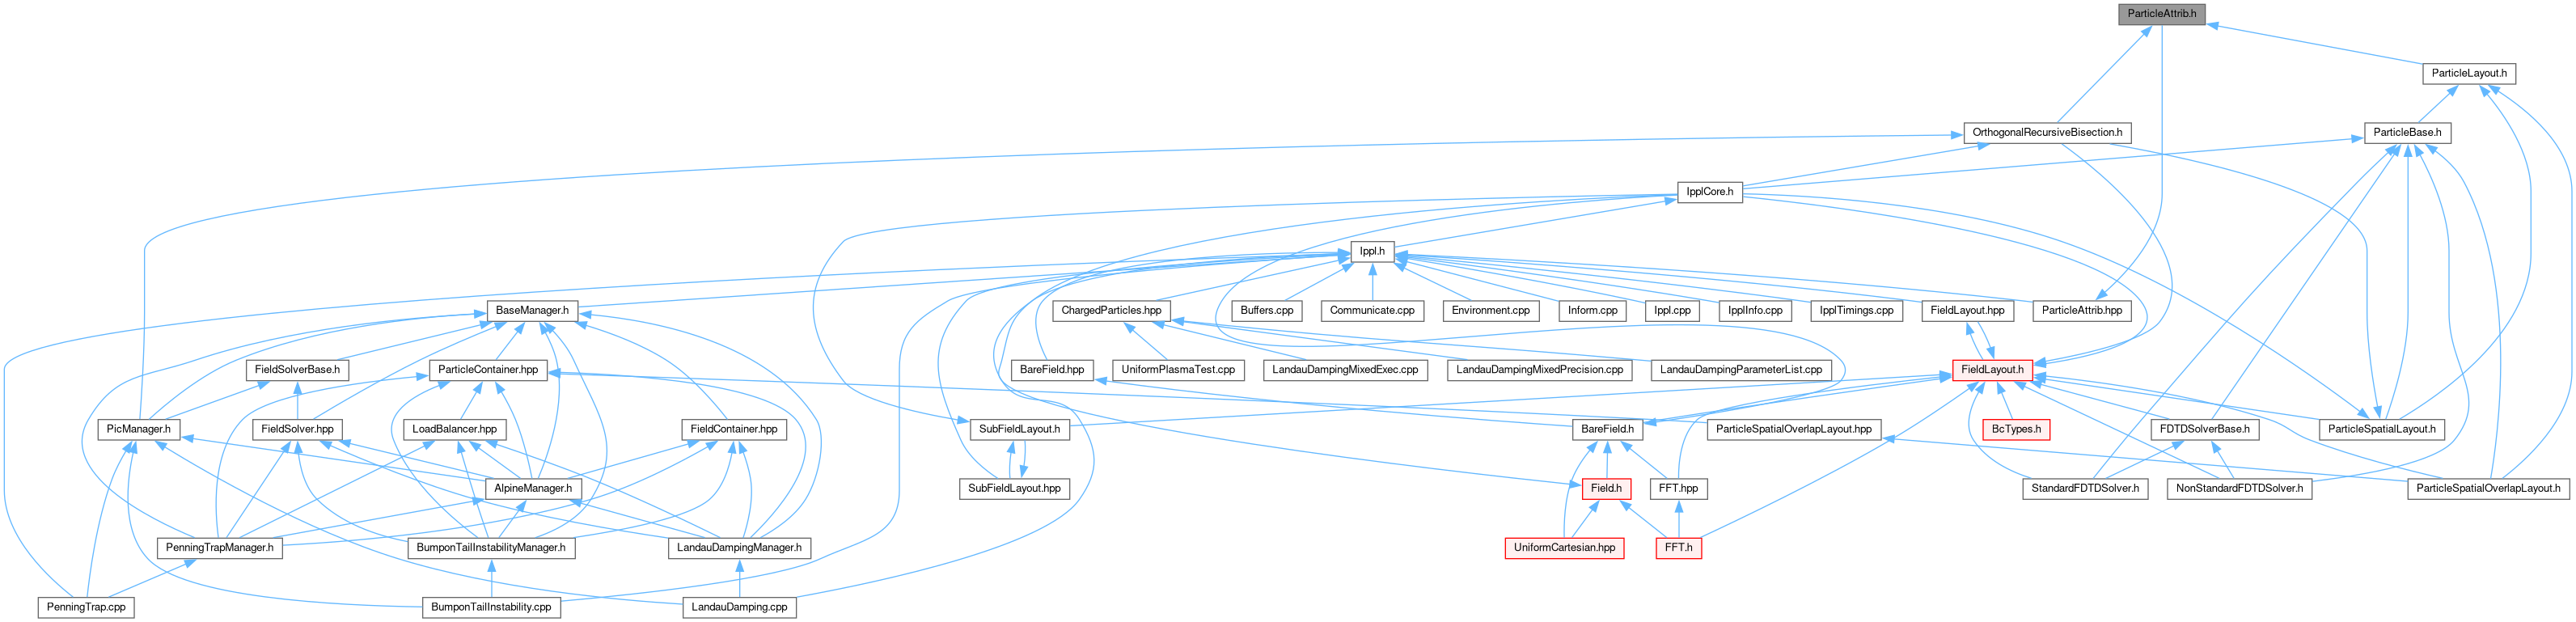 ParticleAttrib.h
ParticleLayout.h
OrthogonalRecursiveBisection.h
ParticleBase.h
IpplCore.h
Ippl.h
BaseManager.h
ChargedParticles.hpp
Buffers.cpp
Communicate.cpp
Environment.cpp
Inform.cpp
Ippl.cpp
IpplInfo.cpp
IpplTimings.cpp
FieldLayout.hpp
ParticleAttrib.hpp
FieldSolverBase.h
ParticleContainer.hpp
BareField.hpp
UniformPlasmaTest.cpp
LandauDampingMixedExec.cpp
LandauDampingMixedPrecision.cpp
LandauDampingParameterList.cpp
FieldLayout.h
PicManager.h
FieldSolver.hpp
LoadBalancer.hpp
FieldContainer.hpp
SubFieldLayout.h
BareField.h
ParticleSpatialOverlapLayout.hpp
BcTypes.h
FDTDSolverBase.h
ParticleSpatialLayout.h
AlpineManager.h
SubFieldLayout.hpp
Field.h
FFT.hpp
StandardFDTDSolver.h
NonStandardFDTDSolver.h
ParticleSpatialOverlapLayout.h
PenningTrapManager.h
BumponTailInstabilityManager.h
LandauDampingManager.h
UniformCartesian.hpp
FFT.h
PenningTrap.cpp
BumponTailInstability.cpp
LandauDamping.cpp